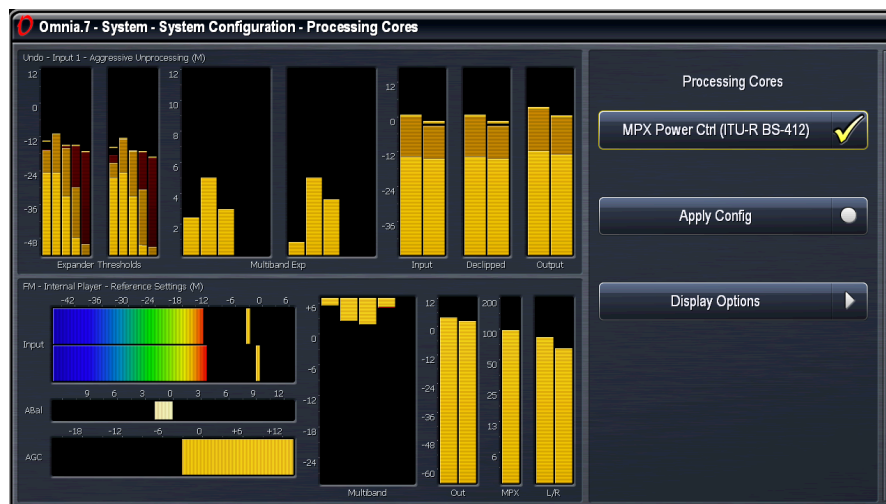 Omnia.7 - System - System Configuration - Processing Cores
Undo - Input 1 - Aggressive Unprocessing (M)
12
0
-12
-24
-36
-48
12
10
8
6
4
2
12
0
-12
-24
-36
Expander Thresholds
Multiband Exp
Input
Declipped
Output
FM - Internal Player - Reference Settings (M)
-42 -36 -30 -24 -18 -12 -6 0 6
Input
9 6 3 0 3 6 9 12
ABal
-18 -12 -6 0 +6 +12
AGC
+6
0
-6
-12
-18
-24
Multiband
12
0
-12
-24
-36
-48
-60
Out
200
100
50
25
13
6
MPX
L/R
Processing Cores
MPX Power Ctrl (ITU-R BS-412)
Apply Config
Display Options